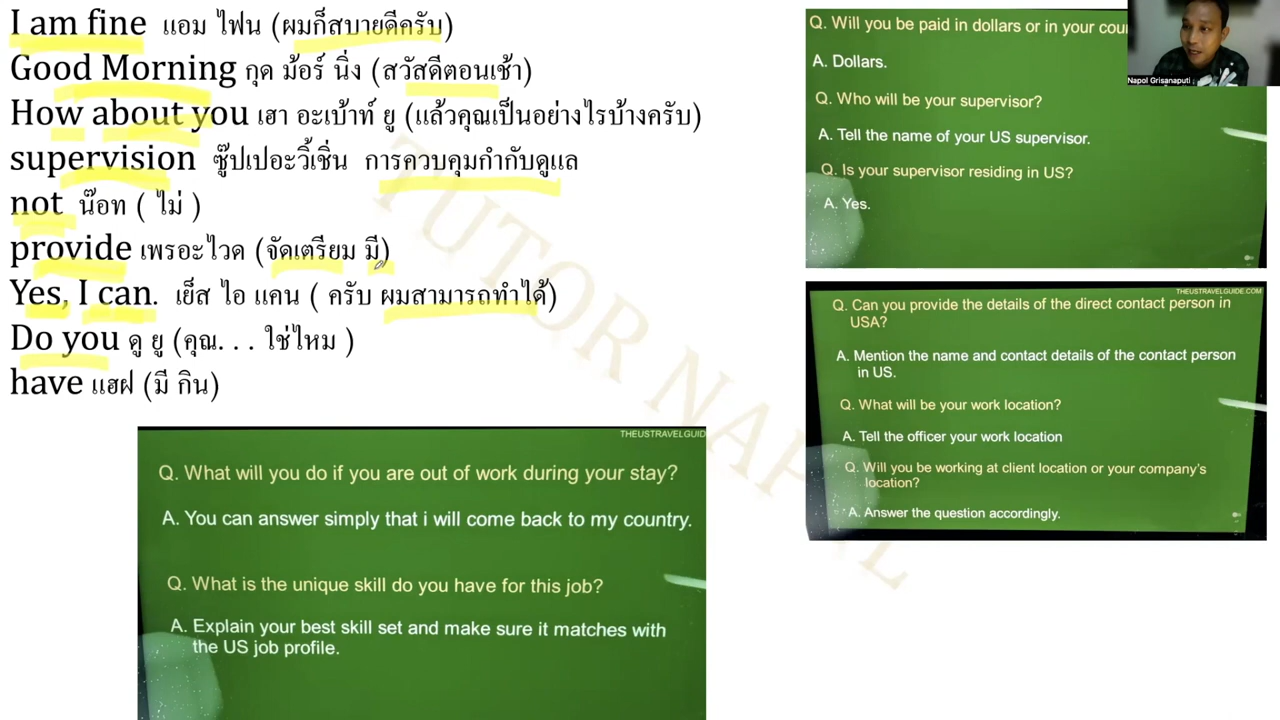 I am fine แอม ไฟน (ผมก็สบายดีครับ)
Good Morning กุด ม้อร์ นิ่ง (สวัสดีตอนเช้า)
How about you เฮา อะเบ้าท์ ยู (แล้วคุณเป็นอย่างไรบ้างครับ)
supervision ซู๊ปเปอะวิ้เชิ่น การควบคุมกำกับดูแล
not น๊อท ( ไม่ )
provide เพรอะไวด (จัดเตรียม มี)
Yes, I can. เย็ส ไอ แคน ( ครับ ผมสามารถทำได้)
Do you ดู ยู (คุณ. . . ใช่ไหม )
have แฮฝ (มี กิน)
THEUSTRAVELGUID
Q. What will you do if you are out of work during your stay?
A. You can answer simply that i will come back to my country.
Q. What is the unique skill do you have for this job?
A. Explain your best skill set and make sure it matches with
the US job profile.
Q. Will you be paid in dollars or in your cou
A. Dollars.
Q. Who will be your supervisor?
A. Tell the name of your US supervisor.
Q. Is your supervisor residing in US?
A. Yes.
Napol Grisanaputi
THEUSTRAVELGUIDE.COM
Q. Can you provide the details of the direct contact person in
USA?
A. Mention the name and contact details of the contact person
in US.
Q. What will be your work location?
A. Tell the officer your work location
Q. Will you be working at client location or your company's
location?
A. Answer the question accordingly.
TUTOR NAPOL